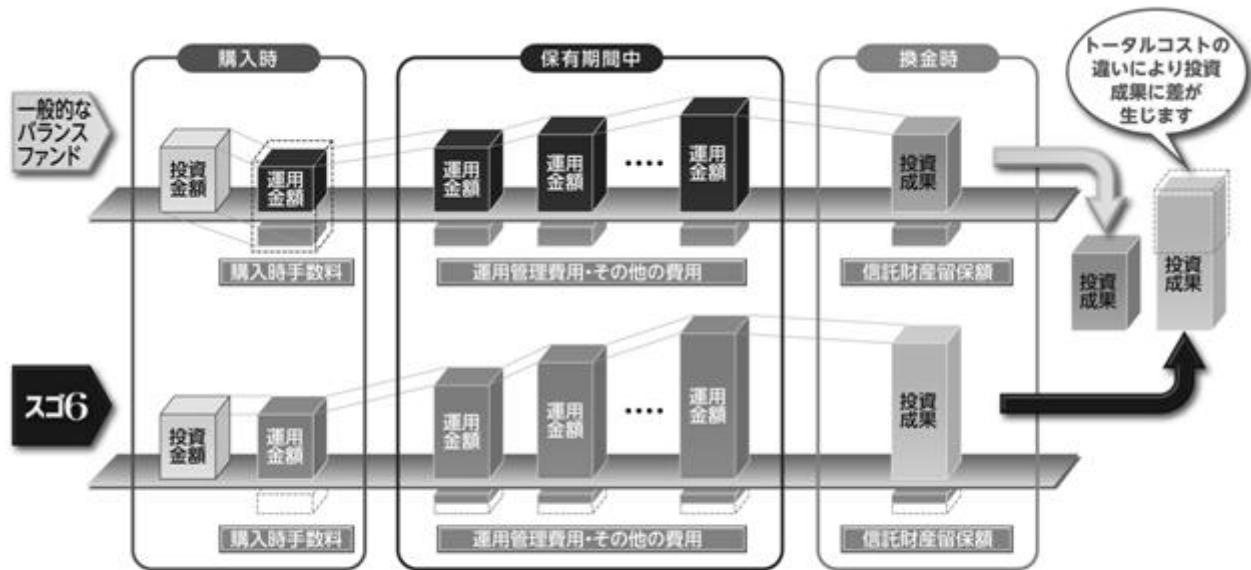 購入時
保有期間中
換金時
トータルコストの
違いにより投資
成果に差が
生じます
一般的な
バランス
ファンド
投資
金額
運用
金額
運用
金額
運用
金額
‥‥
運用
金額
投資
成果
購入時手数料
運用管理費用・その他の費用
信託財産留保額
投資
成果
投資
成果
スゴ6
投資
金額
運用
金額
運用
金額
運用
金額
‥‥
運用
金額
投資
成果
購入時手数料
運用管理費用・その他の費用
信託財産留保額